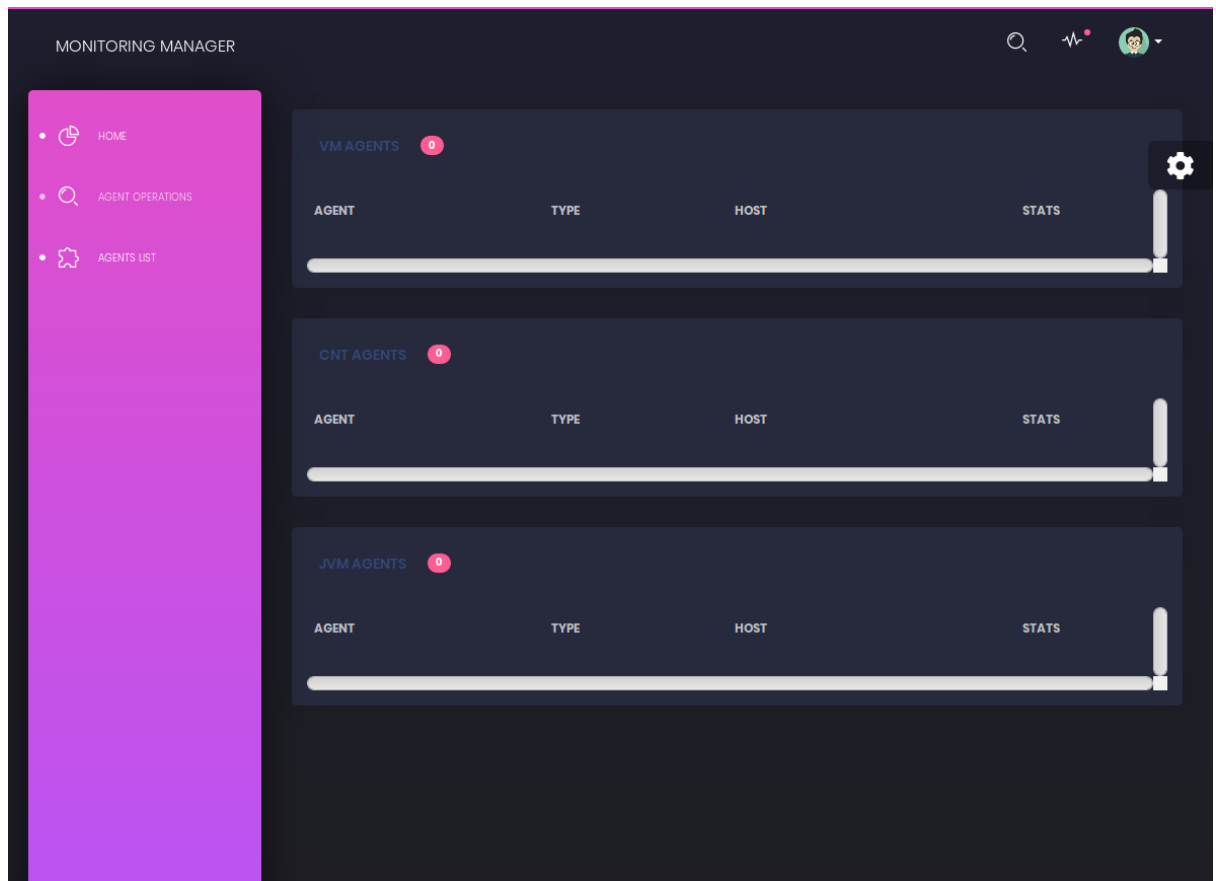 MONITORING MANAGER
HOME
AGENT OPERATIONS
AGENTS LIST
VM AGENTS 0
AGENT TYPE HOST STATS
CNT AGENTS 0
AGENT TYPE HOST STATS
JVM AGENTS 0
AGENT TYPE HOST STATS